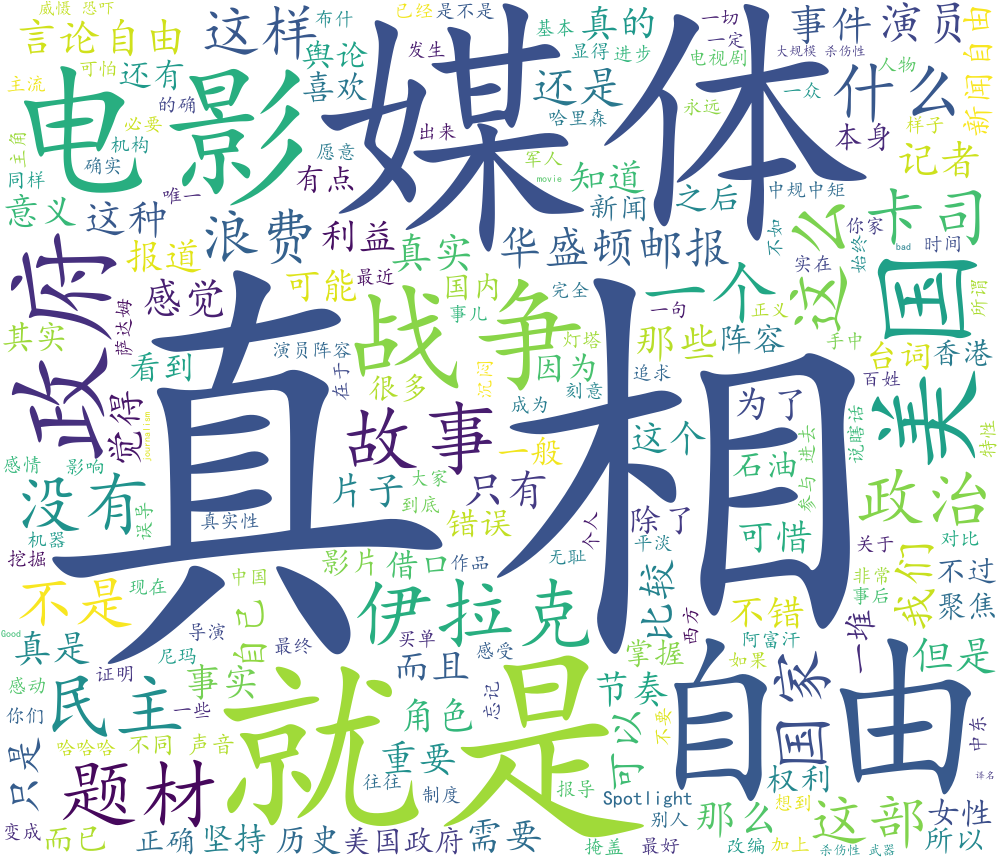 威慑 恐吓
布什
已经 是不是
一切
言论自由
这样
基本 真的
一定
事件 演员
新闻自由
舆论
发生
显得 进步
电视剧
大规模 杀伤性
主流
可怕
还有
喜欢
还是
什么
人物
电影
媒体
的确
哈里森
永远
一众
必要
出来
本身
样子
主角
确实
机构
愿意
军人
记者
同样
唯一
有点
movie
知道
之后
中规中矩
意义
这种
浪费
利益
新闻
不如
这么
你家
卡司
报道
真实
华盛顿邮报
实在
始终
bad
时间
政府
感觉
可能
最近
国内
完全
一个
美国
所谓
萨达姆
战争
事儿
一句
正义
其实
演员阵容
灯塔
那些
阵容
手中
看到
在于
很多
沉闷
因为
台词
香港
觉得
journalism
刻意
追求
百姓
真相
故事
成为
为了
说瞎话
特性
感情
影响
一般
这个
进去
没有
误导
片子
大家
只有
石油
参与
政治
真实性
到底
错误
个人
除了
机器
无耻
平淡
可惜
关于
我们
对比
挖掘
影片
借口
作品
不是
现在
中国
伊拉克
比较
西方
不错
非常
不过
事后
聚焦
Good
自己
导演
最终
买单
感受
阿富汗
一堆
真是
尼玛
掌握
如果
但是
感动
证明
事实
而且
忘记
节奏
自由
国家
民主
一些
就是
角色
你们
哈哈哈
不同
声音
重要
可以
不要
中东
只是
题材
往往
制度
报导
Spotlight
权利
译名
别人
想到
那么
这部
女性
变成
而已
正确
坚持
历史
美国政府
需要
掩盖
最好
改编
加上
杀伤性 武器
所以